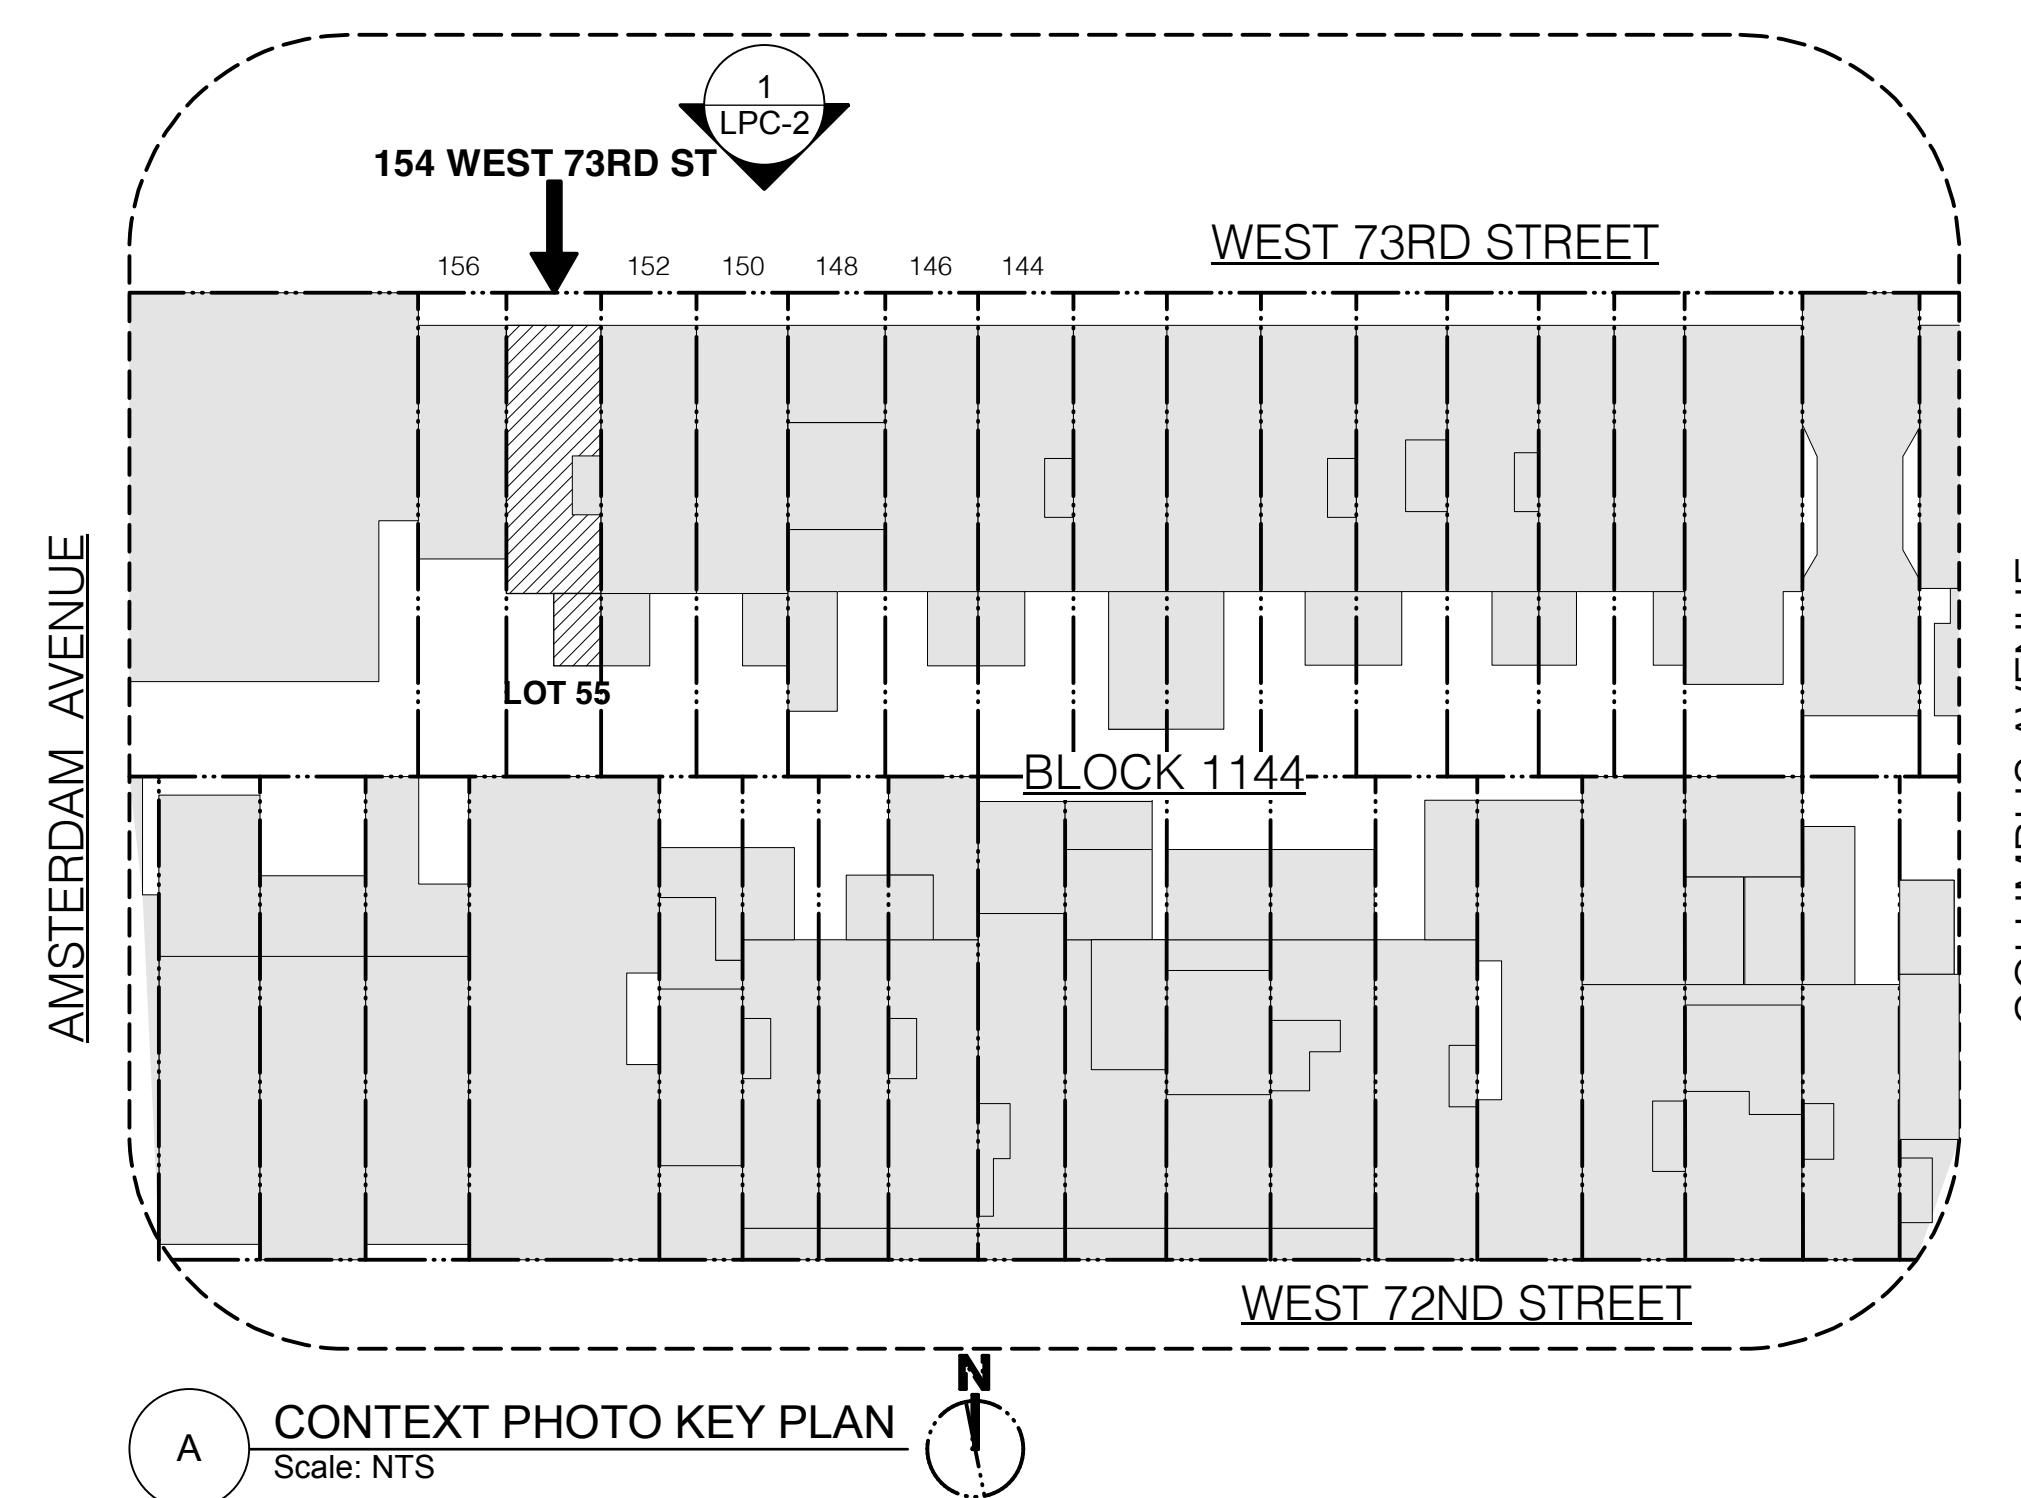 1
LPC-2
154 WEST 73RD ST
WEST 73RD STREET
156 152 150 148 146 144
AMSTERDAM AVENUE
LOT 55
BLOCK 1144
WEST 72ND STREET
N
A
CONTEXT PHOTO KEY PLAN
Scale: NTS